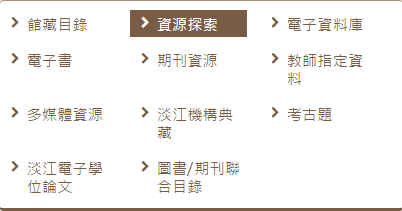 館藏目錄
資源探索
電子資料庫
電子書
期刊資源
教師指定資
料
多媒體資源
淡江機構典
藏
考古題
淡江電子學
位論文
圖書/期刊聯
合目錄